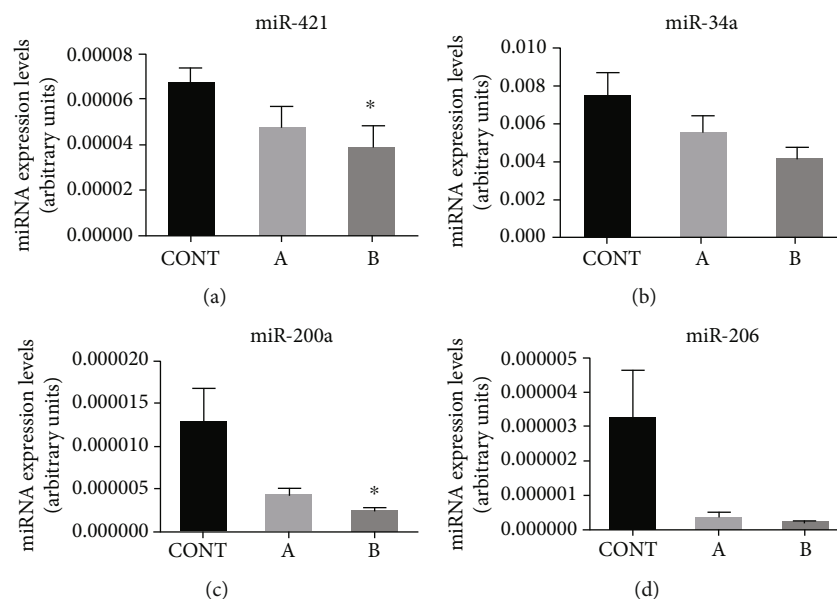 miR-421
miRNA expression levels
(arbitrary units)
0.00008
0.00006
0.00004
0.00002
0.00000
*
CONT A B
(a)
miR-34a
miRNA expression levels
(arbitrary units)
0.010
0.008
0.006
0.004
0.002
0.000
CONT A B
(b)
miR-200a
miRNA expression levels
(arbitrary units)
0.000020
0.000015
0.000010
0.000005
0.000000
*
CONT A B
(c)
miR-206
miRNA expression levels
(arbitrary units)
0.000005
0.000004
0.000003
0.000002
0.000001
0.000000
CONT A B
(d)